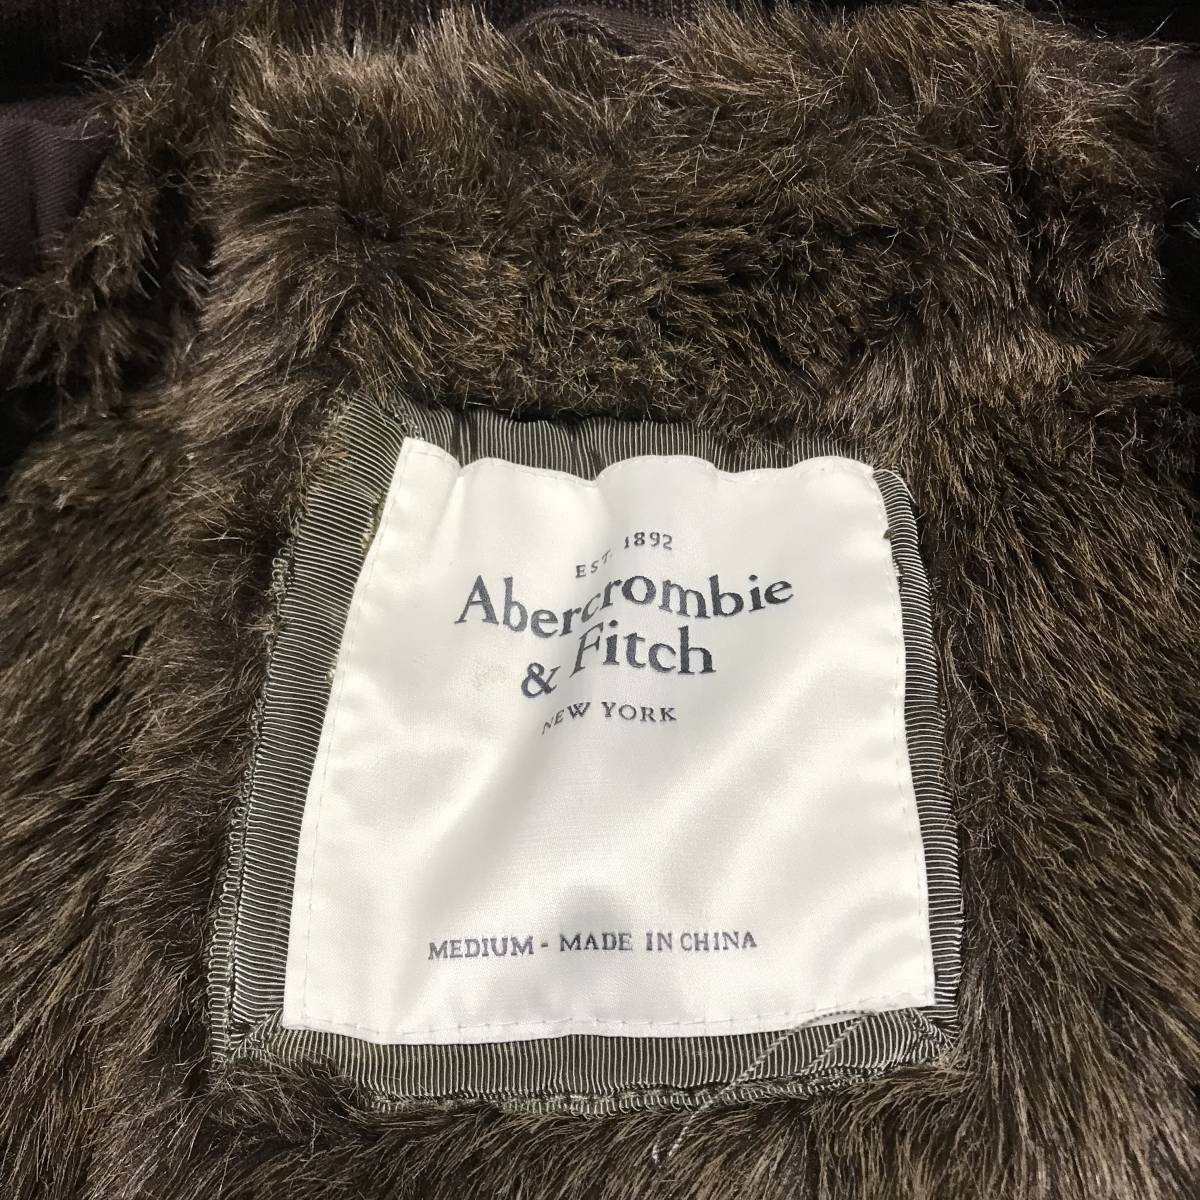 EST. 1892
Abercrombie
& Fitch
NEW YORK
MEDIUM - MADE IN CHINA